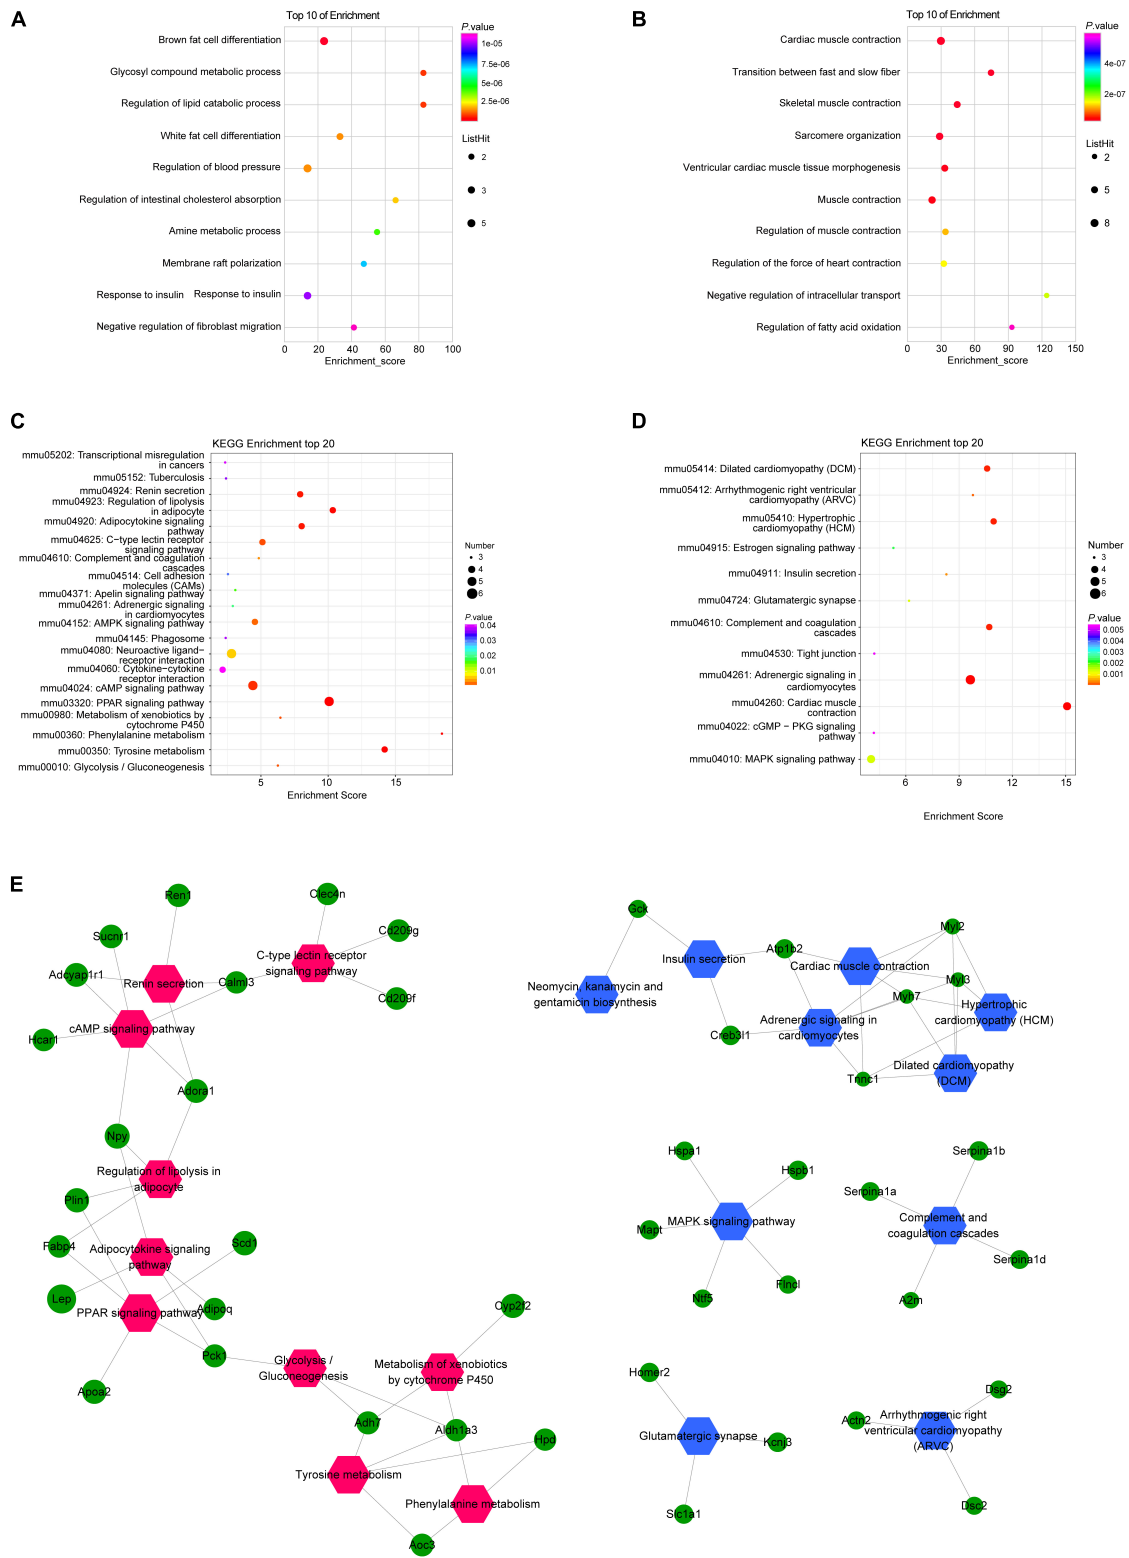 A
Top 10 of Enrichment
Brown fat cell differentiation
Glycosyl compound metabolic process
Regulation of lipid catabolic process
White fat cell differentiation
Regulation of blood pressure
Regulation of intestinal cholesterol absorption
Amine metabolic process
Membrane raft polarization
Response to insulin Response to insulin
Negative regulation of fibroblast migration
0 20 40 60 80 100
Enrichment_score
P.value
1e-05
7.5e-06
5e-06
2.5e-06
ListHit
2
3
5
B
Top 10 of Enrichment
Cardiac muscle contraction
Transition between fast and slow fiber
Skeletal muscle contraction
Sarcomere organization
Ventricular cardiac muscle tissue morphogenesis
Muscle contraction
Regulation of muscle contraction
Regulation of the force of heart contraction
Negative regulation of intracellular transport
Regulation of fatty acid oxidation
0 30 60 90 120 150
Enrichment_score
P.value
4e-07
2e-07
ListHit
2
5
8
C
KEGG Enrichment top 20
mmu05202: Transcriptional misregulation
in cancers
mmu05152: Tuberculosis
mmu04924: Renin secretion
mmu04923: Regulation of lipolysis
in adipocyte
mmu04920: Adipocytokine signaling
pathway
mmu04625: C-type lectin receptor
signaling pathway
mmu04610: Complement and coagulation
cascades
mmu04514: Cell adhesion
molecules (CAMs)
mmu04371: Apelin signaling pathway
mmu04261: Adrenergic signaling
in cardiomyocytes
mmu04152: AMPK signaling pathway
mmu04145: Phagosome
mmu04080: Neuroactive ligand−
receptor interaction
mmu04060: Cytokine−cytokine
receptor interaction
mmu04024: cAMP signaling pathway
mmu03320: PPAR signaling pathway
mmu00980: Metabolism of xenobiotics by
cytochrome P450
mmu00360: Phenylalanine metabolism
mmu00350: Tyrosine metabolism
mmu00010: Glycolysis / Gluconeogenesis
5 10 15
Enrichment Score
Number
3
4
5
6
P.value
0.04
0.03
0.02
0.01
D
KEGG Enrichment top 20
mmu05414: Dilated cardiomyopathy (DCM)
mmu05412: Arrhythmogenic right ventricular
cardiomyopathy (ARVC)
mmu05410: Hypertrophic
cardiomyopathy (HCM)
mmu04915: Estrogen signaling pathway
mmu04911: Insulin secretion
mmu04724: Glutamatergic synapse
mmu04610: Complement and coagulation
cascades
mmu04530: Tight junction
mmu04261: Adrenergic signaling in
cardiomyocytes
mmu04260: Cardiac muscle
contraction
mmu04022: cGMP − PKG signaling
pathway
mmu04010: MAPK signaling pathway
6 9 12 15
Enrichment Score
Number
3
4
5
6
P.value
0.005
0.004
0.003
0.002
0.001
E
Ren1
Clec4n
Sucnr1
Cd209g
C-type lectin receptor
signaling pathway
Adcyap1r1
Renin secretion
Calml3
Cd209f
cAMP signaling pathway
Hcar1
Adora1
Npy
Regulation of lipolysis in
adipocyte
Plin1
Fabp4
Scd1
Adipocytokine signaling
pathway
Lep
PPAR signaling pathway
Adipoq
Pck1
Apoa2
Cyp2f2
Glycolysis /
Gluconeogenesis
Metabolism of xenobiotics
by cytochrome P450
Adh7
Aldh1a3
Hpd
Tyrosine metabolism
Phenylalanine metabolism
Aoc3
Gck
Myl2
Insulin secretion
Atp1b2
Cardiac muscle contraction
Neomycin, kanamycin and
gentamicin biosynthesis
Myl3
Myh7
Hypertrophic
cardiomyopathy (HCM)
Adrenergic signaling in
cardiomyocytes
Creb3l1
Dilated cardiomyopathy
(DCM)
Tnnc1
Hspa1
Hspb1
Mapt
MAPK signaling pathway
Ntf5
Flncl
Serpina1b
Serpina1a
Complement and
coagulation cascades
Serpina1d
A2m
Homer2
Glutamatergic synapse
Kcnj3
Slc1a1
Dsg2
Actn2
Arrhythmogenic right
ventricular cardiomyopathy
(ARVC)
Dsc2